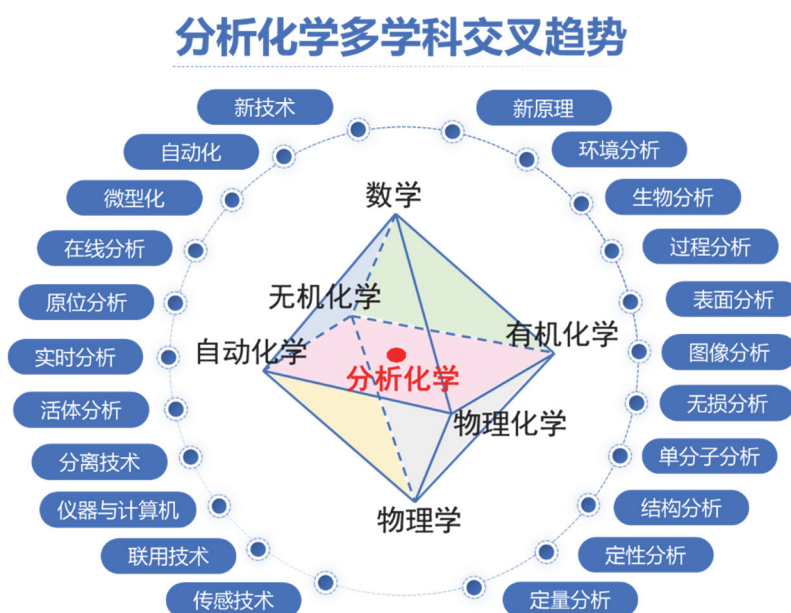 分析化学多学科交叉趋势
新技术
新原理
自动化
环境分析
微型化
生物分析
在线分析
过程分析
原位分析
表面分析
实时分析
图像分析
活体分析
无损分析
分离技术
单分子分析
仪器与计算机
结构分析
联用技术
定性分析
传感技术
定量分析
数学
无机化学
自动化学
有机化学
分析化学
物理化学
物理学